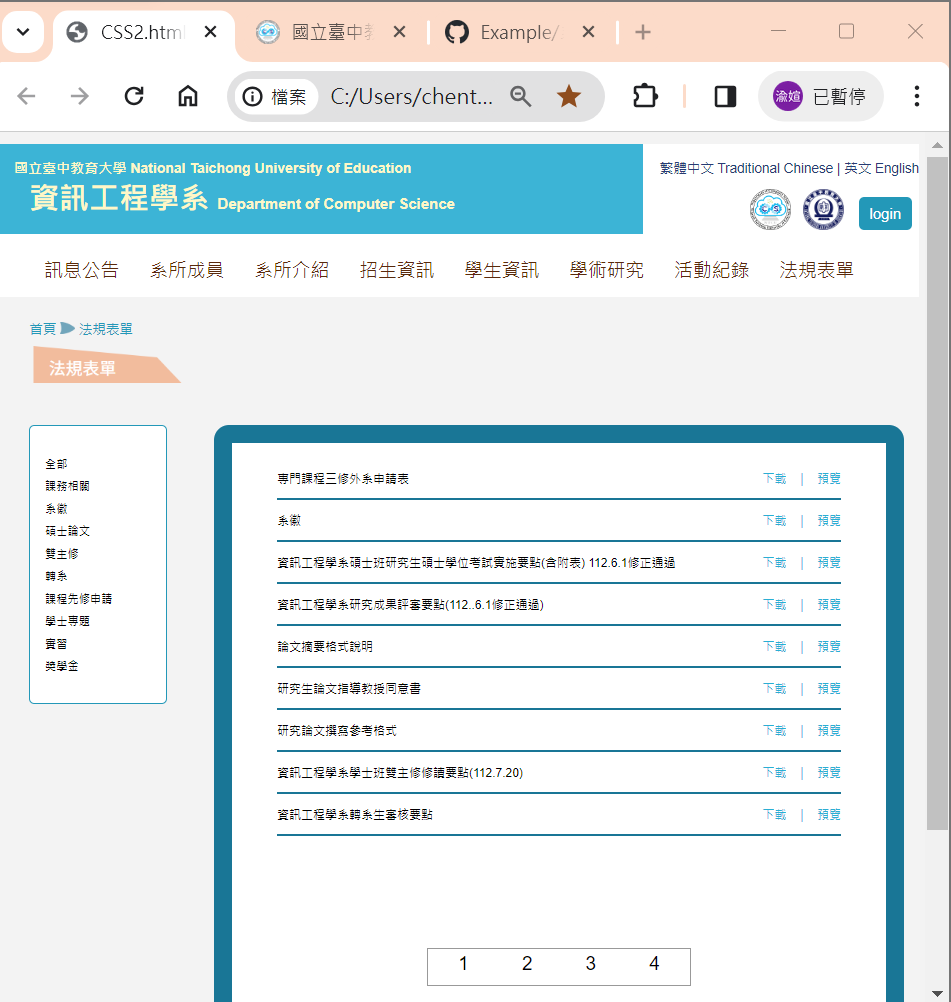 CSS2.html
國立臺中教
Example/
檔案
C:/Users/chent...
渝媗
已暫停
國立臺中教育大學 National Taichong University of Education
繁體中文 Traditional Chinese | 英文 English
資訊工程學系 Department of Computer Science
login
訊息公告 系所成員 系所介紹 招生資訊 學生資訊 學術研究 活動紀錄 法規表單
首頁 法規表單
法規表單
全部
課務相關
系徽
碩士論文
雙主修
轉系
課程先修申請
學士專題
實習
獎學金
專門課程三修外系申請表 下載 | 預覽
系徽 下載 | 預覽
資訊工程學系碩士班研究生碩士學位考試實施要點(含附表) 112.6.1修正通過 下載 | 預覽
資訊工程學系研究成果評審要點(112..6.1修正通過) 下載 | 預覽
論文摘要格式說明 下載 | 預覽
研究生論文指導教授同意書 下載 | 預覽
研究論文撰寫參考格式 下載 | 預覽
資訊工程學系學士班雙主修修讀要點(112.7.20) 下載 | 預覽
資訊工程學系轉系生審核要點 下載 | 預覽
1 2 3 4